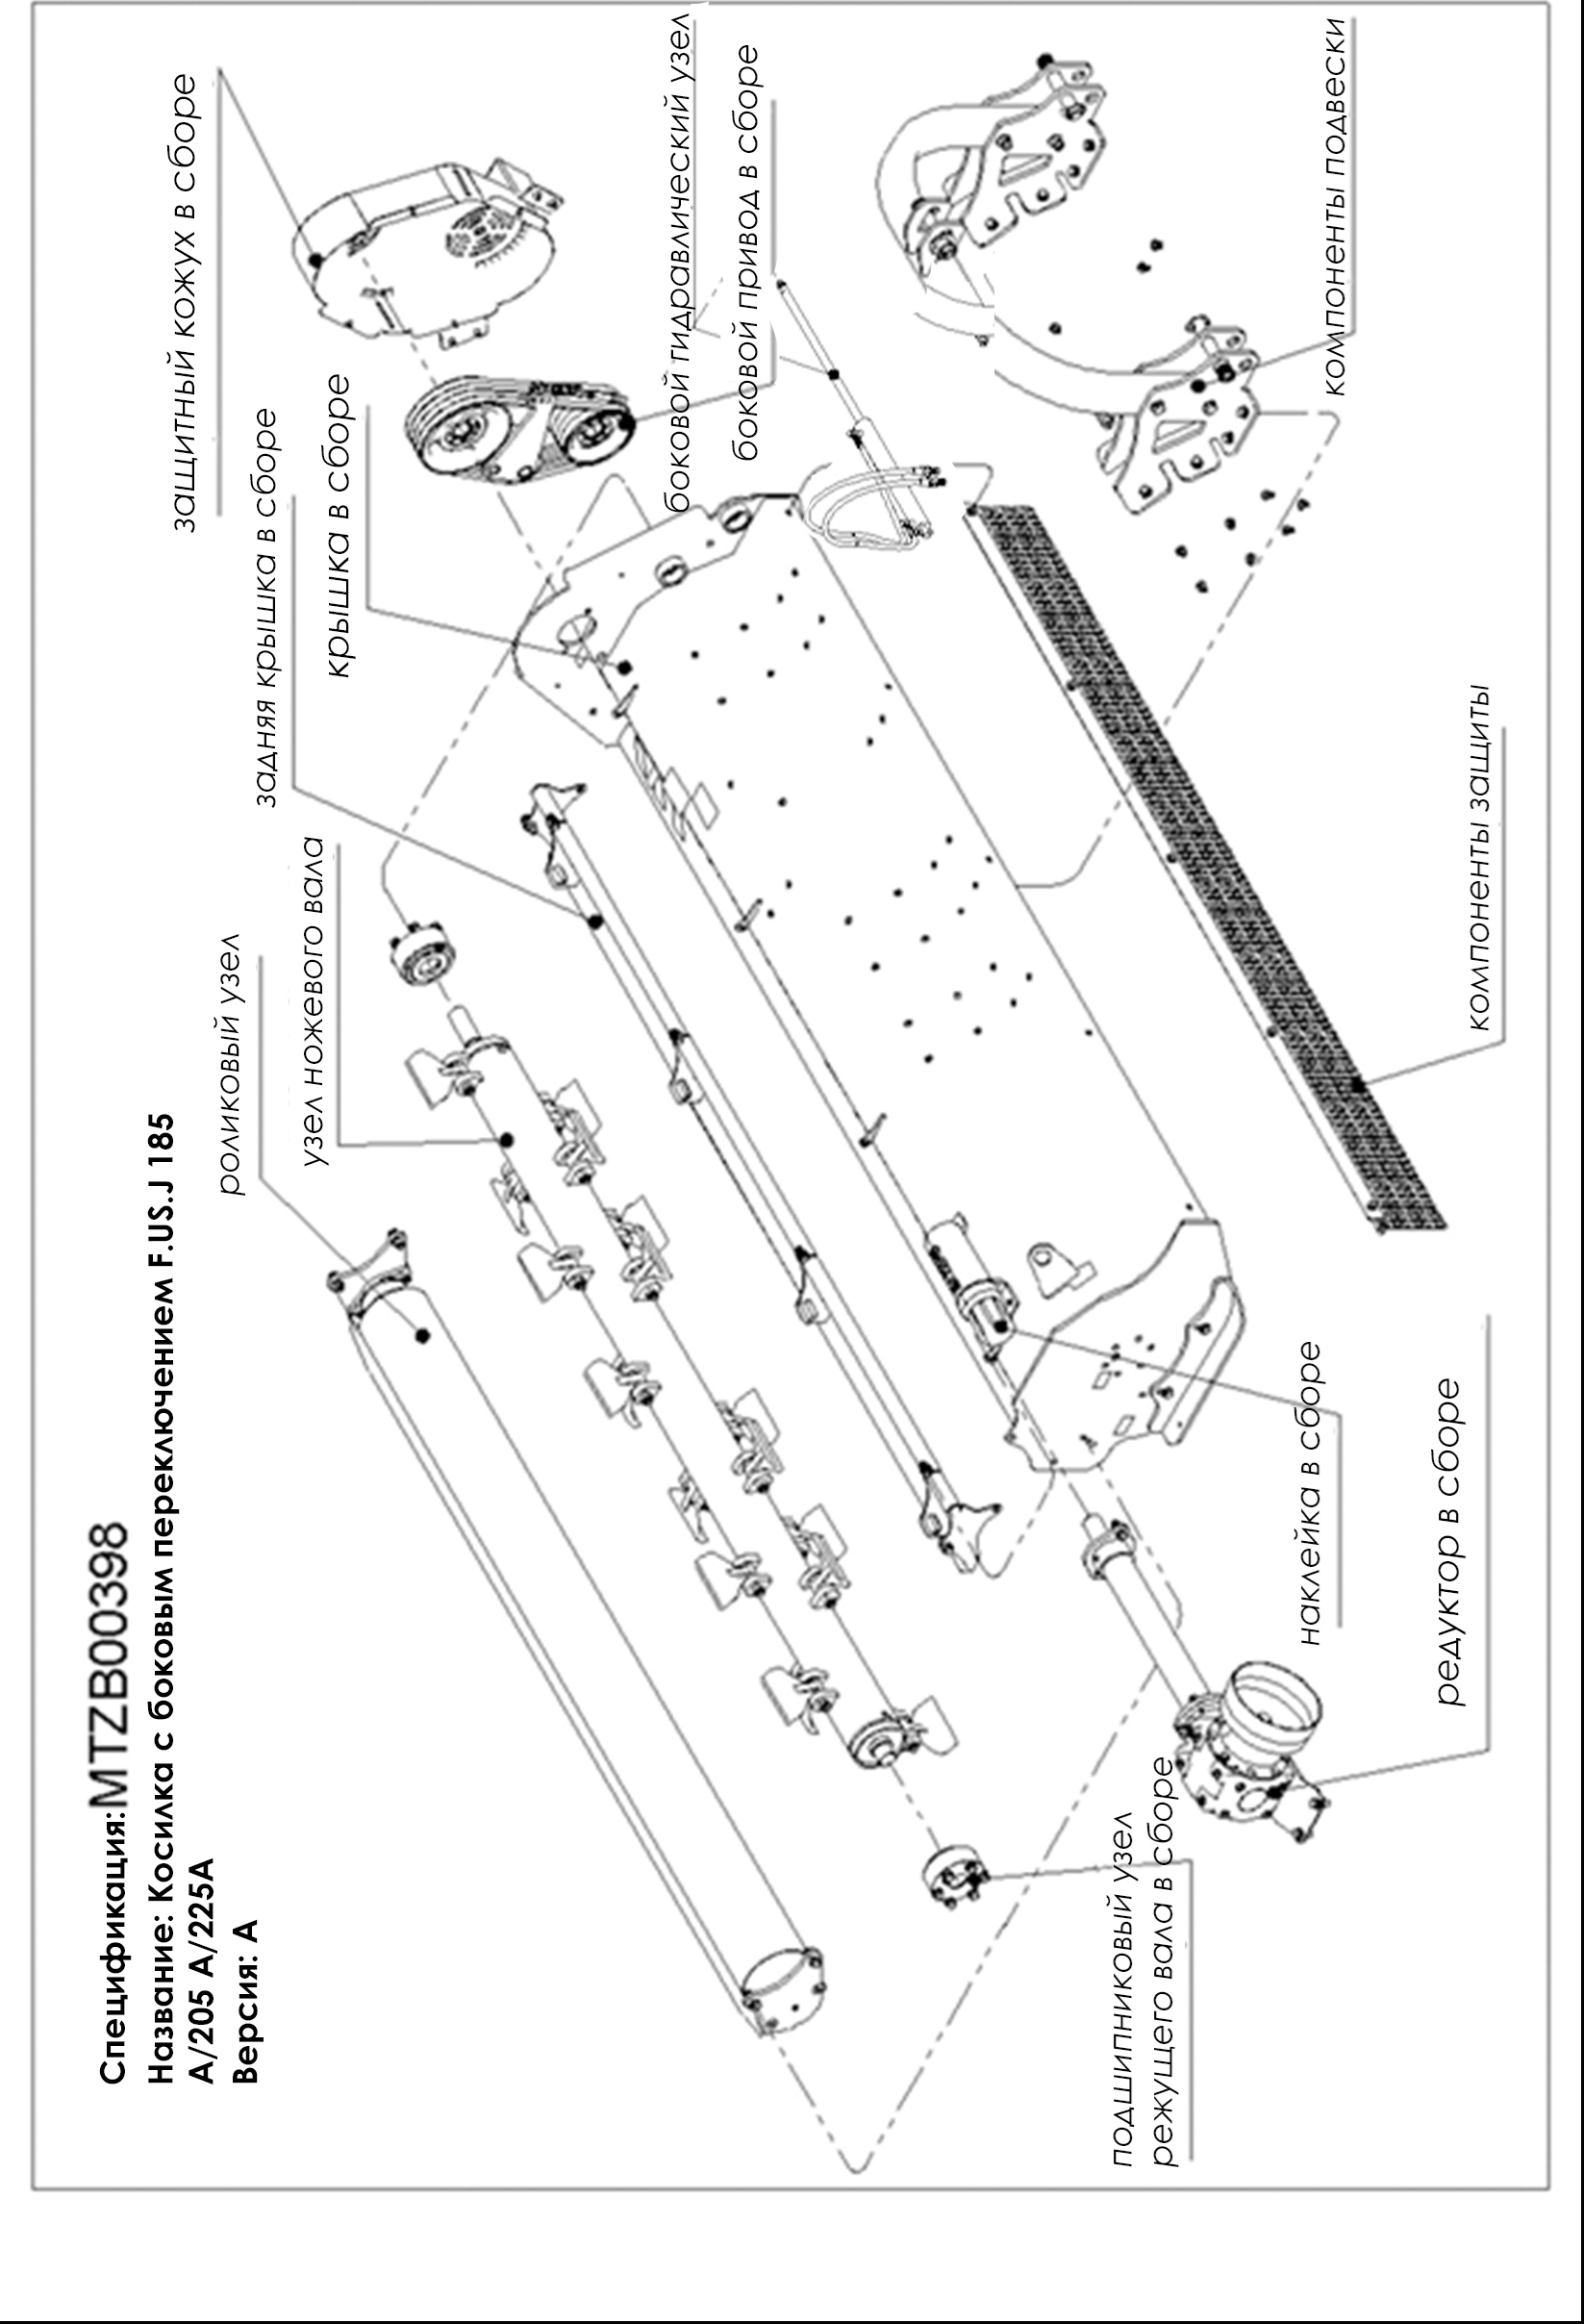 Спецификация:MTZB00398
Название: Косилка с боковым переключением F.US.J 185
A/205 A/225A
Версия: A
защитный кожух в сборе
роликовый узел
задняя крышка в сборе
узел ножевого вала
крышка в сборе
боковой гидравлический узел
боковой привод в сборе
подшипниковый узел
режущего вала в сборе
наклейка в сборе
компоненты подвески
редуктор в сборе
компоненты защиты